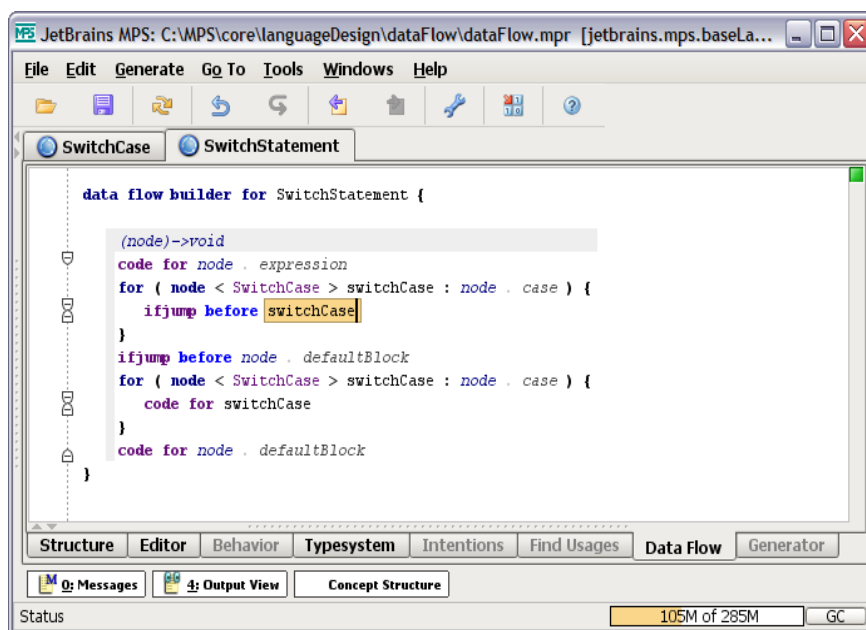 MPS JetBrains MPS: C:\MPS\core\languageDesign\dataFlow\dataFlow.mpr [jetbrains.mps.baseLa...
File Edit Generate Go To Tools Windows Help
SwitchCase SwitchStatement
data flow builder for SwitchStatement {
(node)->void
code for node . expression
for ( node < SwitchCase > switchCase : node . case ) {
ifjump before switchCase
}
ifjump before node . defaultBlock
for ( node < SwitchCase > switchCase : node . case ) {
code for switchCase
}
code for node . defaultBlock
}
Structure Editor Behavior Typesystem Intentions Find Usages Data Flow Generator
0: Messages 4: Output View Concept Structure
Status 105M of 285M GC